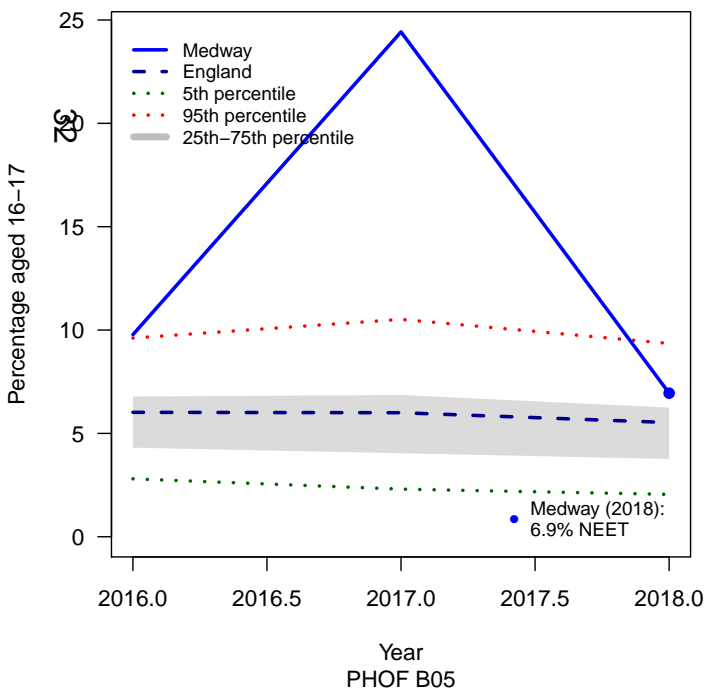 25
Medway
England
5th percentile
95th percentile
25th−75th percentile
20
32
15
10
5
0
Percentage aged 16−17
Medway (2018):
6.9% NEET
2016.0 2016.5 2017.0 2017.5 2018.0
Year
PHOF B05